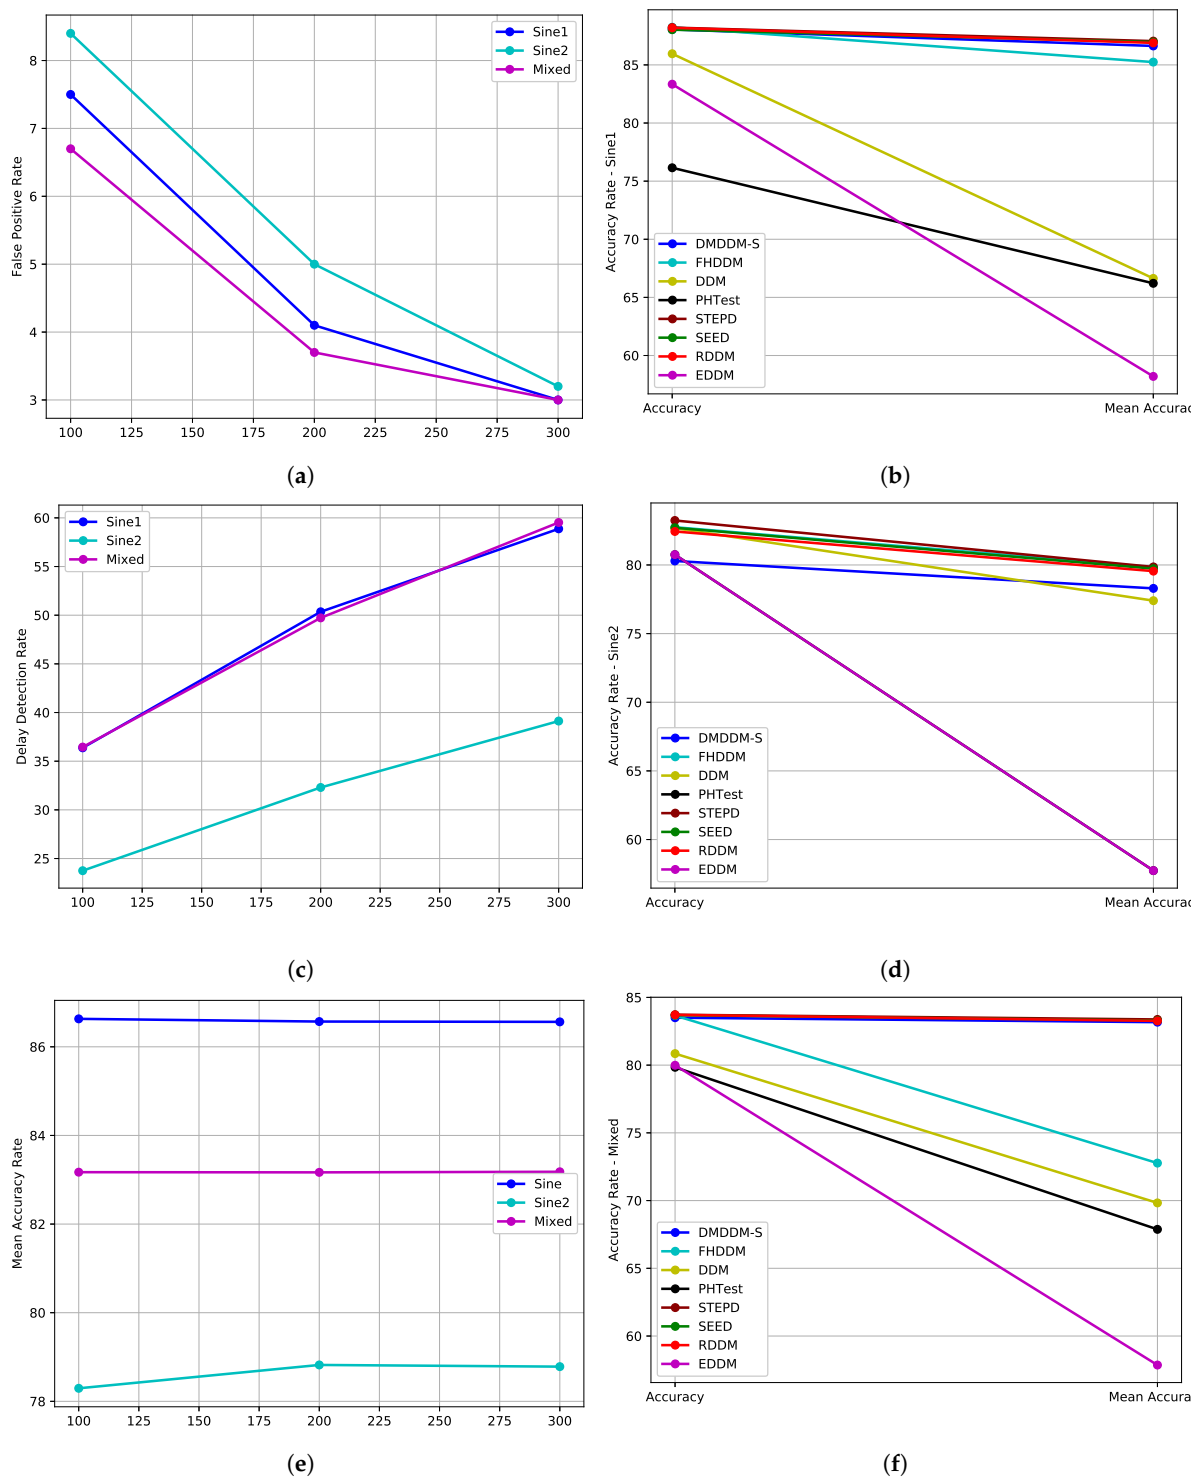 False Positive Rate
8
7
6
5
4
3
Sine1
Sine2
Mixed
100 125 150 175 200 225 250 275 300
(a)
Accuracy Rate - Sine1
85
80
75
70
65
60
DMDDM-S
FHDDM
DDM
PHTest
STEPD
SEED
RDDM
EDDM
Accuracy Mean Accurac
(b)
Delay Detection Rate
60
55
50
45
40
35
30
25
Sine1
Sine2
Mixed
100 125 150 175 200 225 250 275 300
(c)
Accuracy Rate - Sine2
80
75
70
65
60
DMDDM-S
FHDDM
DDM
PHTest
STEPD
SEED
RDDM
EDDM
Accuracy Mean Accurac
(d)
Mean Accuracy Rate
86
84
82
80
78
Sine
Sine2
Mixed
100 125 150 175 200 225 250 275 300
(e)
Accuracy Rate - Mixed
85
80
75
70
65
60
DMDDM-S
FHDDM
DDM
PHTest
STEPD
SEED
RDDM
EDDM
Accuracy Mean Accurac
(f)